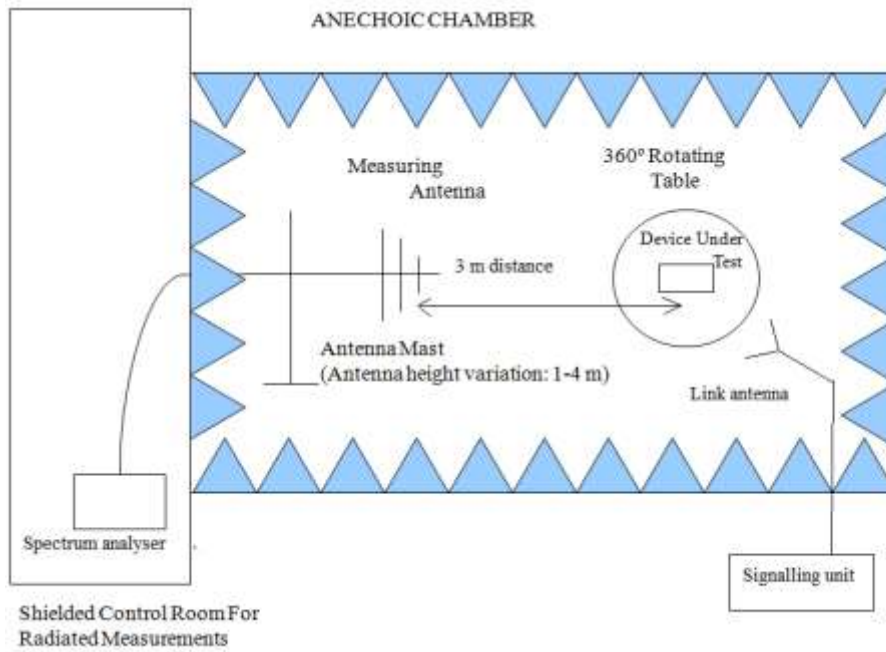 ANECHOIC CHAMBER
Measuring
Antenna
360º Rotating
Table
Device Under
Test
3 m distance
Antenna Mast
(Antenna height variation: 1-4 m)
Link antenna
Spectrum analyser
Signalling unit
Shielded Control Room For
Radiated Measurements